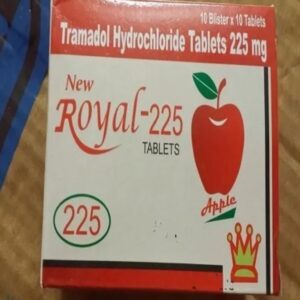 10 Blister x 10 Tablets
Tramadol Hydrochloride Tablets 225 mg
New
ROYAL-225
TABLETS
225
Apple